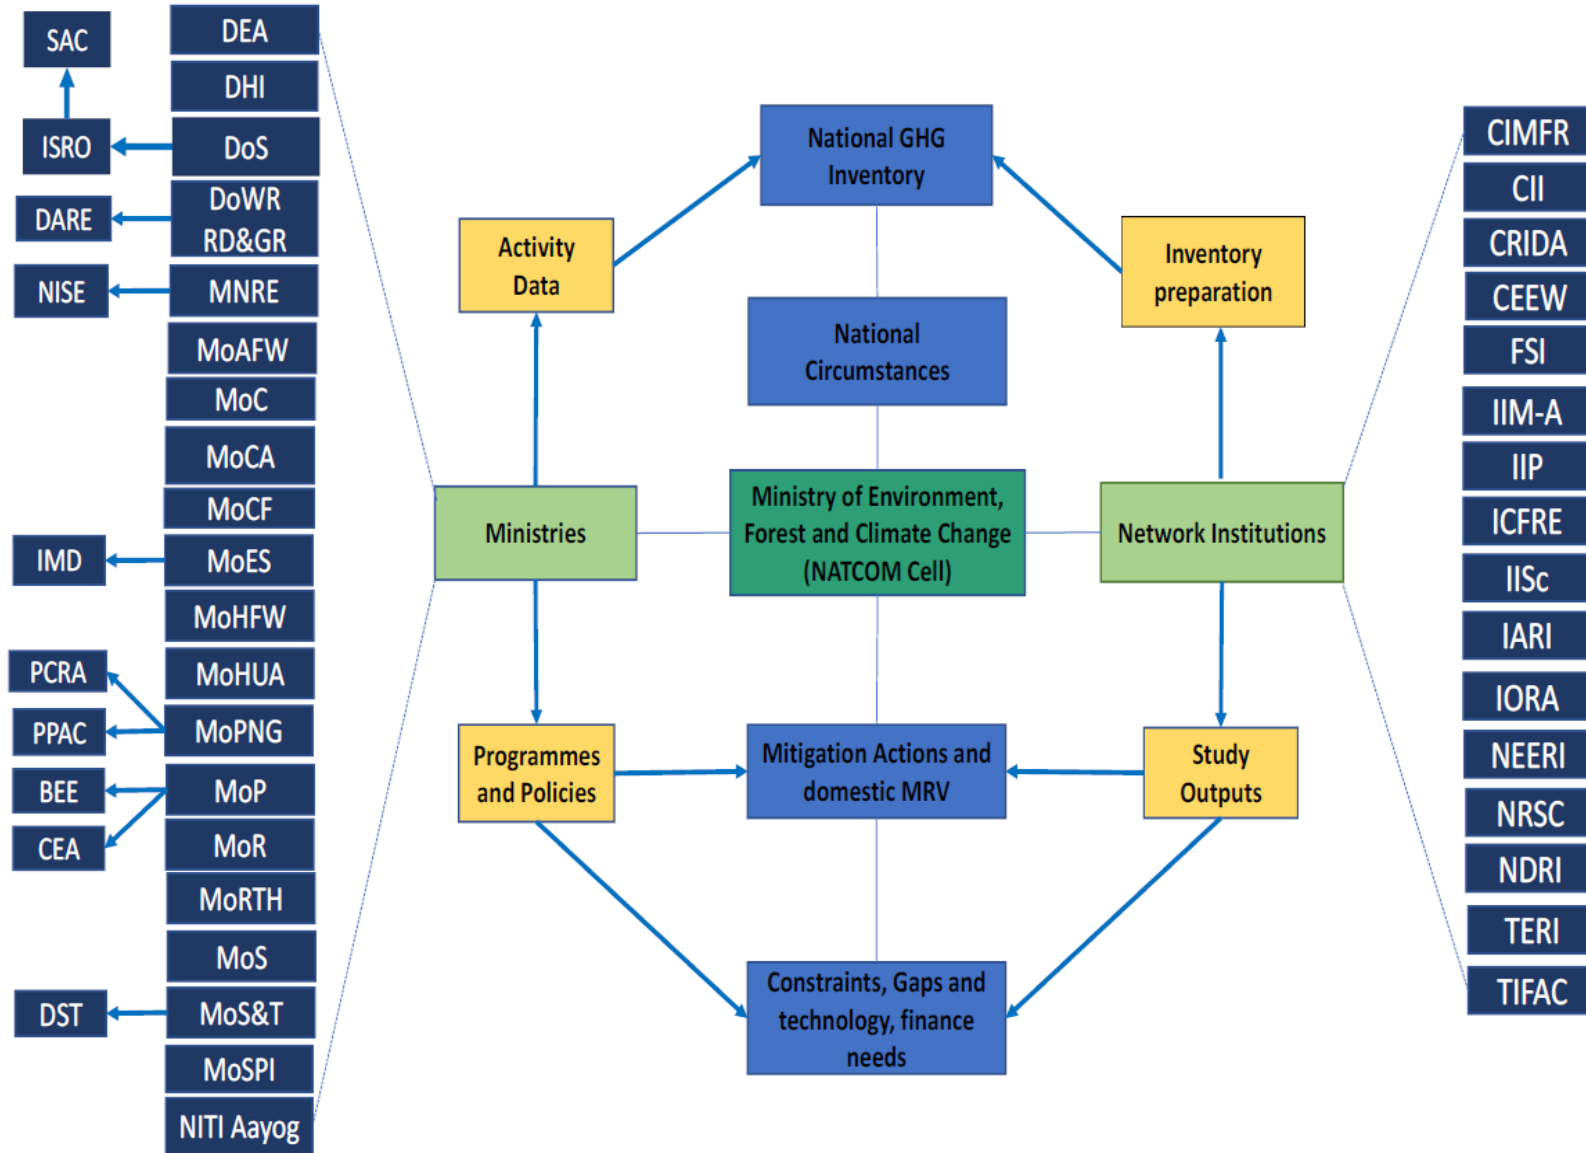 SAC
ISRO
DARE
NISE
IMD
PCRA
PPAC
BEE
CEA
DST
DEA
DHI
DoS
DoWR
RD&GR
MNRE
MoAFW
MoC
MoCA
MoCF
MoES
MoHFW
MoHUA
MoPNG
MoP
MoR
MoRTH
MoS
MoS&T
MoSPI
NITI Aayog
Activity
Data
Ministries
Programmes
and Policies
National GHG
Inventory
National
Circumstances
Ministry of Environment,
Forest and Climate Change
(NATCOM Cell)
Mitigation Actions and
domestic MRV
Constraints, Gaps and
technology, finance
needs
Inventory
preparation
Network Institutions
Study
Outputs
CIMFR
CII
CRIDA
CEEW
FSI
IIM-A
IIP
ICFRE
IISc
IARI
IORA
NEERI
NRSC
NDRI
TERI
TIFAC